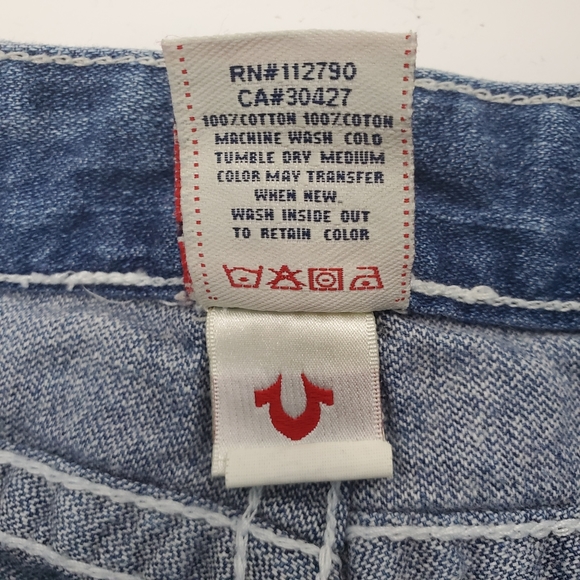 RN#112790
CA#30427
100%COTTON 100%COTON
MACHINE WASH COLD
TUMBLE DRY MEDIUM
COLOR MAY TRANSFER
WHEN NEW.
WASH INSIDE OUT
TO RETAIN COLOR